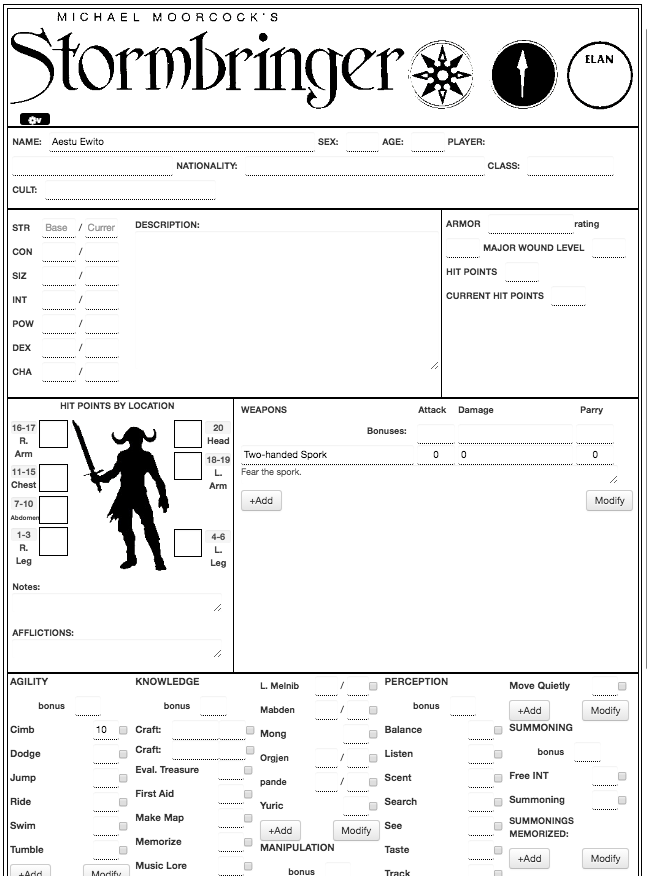 MICHAEL MOORCOCK'S
Stormbringer
ELAN
NAME: Aestu Ewito SEX: AGE: PLAYER:
NATIONALITY: CLASS:
CULT:
STR Base / Currer
CON /
SIZ /
INT /
POW /
DEX /
CHA /
DESCRIPTION:
ARMOR rating
MAJOR WOUND LEVEL
HIT POINTS
CURRENT HIT POINTS
HIT POINTS BY LOCATION
16-17
R.
Arm
11-15
Chest
7-10
Abdomen
1-3
R.
Leg
20
Head
18-19
L.
Arm
4-6
L.
Leg
Notes:
AFFLICTIONS:
WEAPONS Attack Damage Parry
Bonuses:
Two-handed Spork 0 0 0
Fear the spork.
+Add Modify
AGILITY
bonus
Cimb 10
Dodge
Jump
Ride
Swim
Tumble
+Add Modify
KNOWLEDGE
bonus
Craft:
Craft:
Eval. Treasure
First Aid
Make Map
Memorize
Music Lore
L. Melnib /
Mabden /
Mong
Orgjen /
pande /
Yuric
+Add Modify
MANIPULATION
bonus
PERCEPTION
bonus
Balance
Listen
Scent
Search
See
Taste
Track
Move Quietly
+Add Modify
SUMMONING
bonus
Free INT
Summoning
SUMMONINGS
MEMORIZED:
+Add Modify